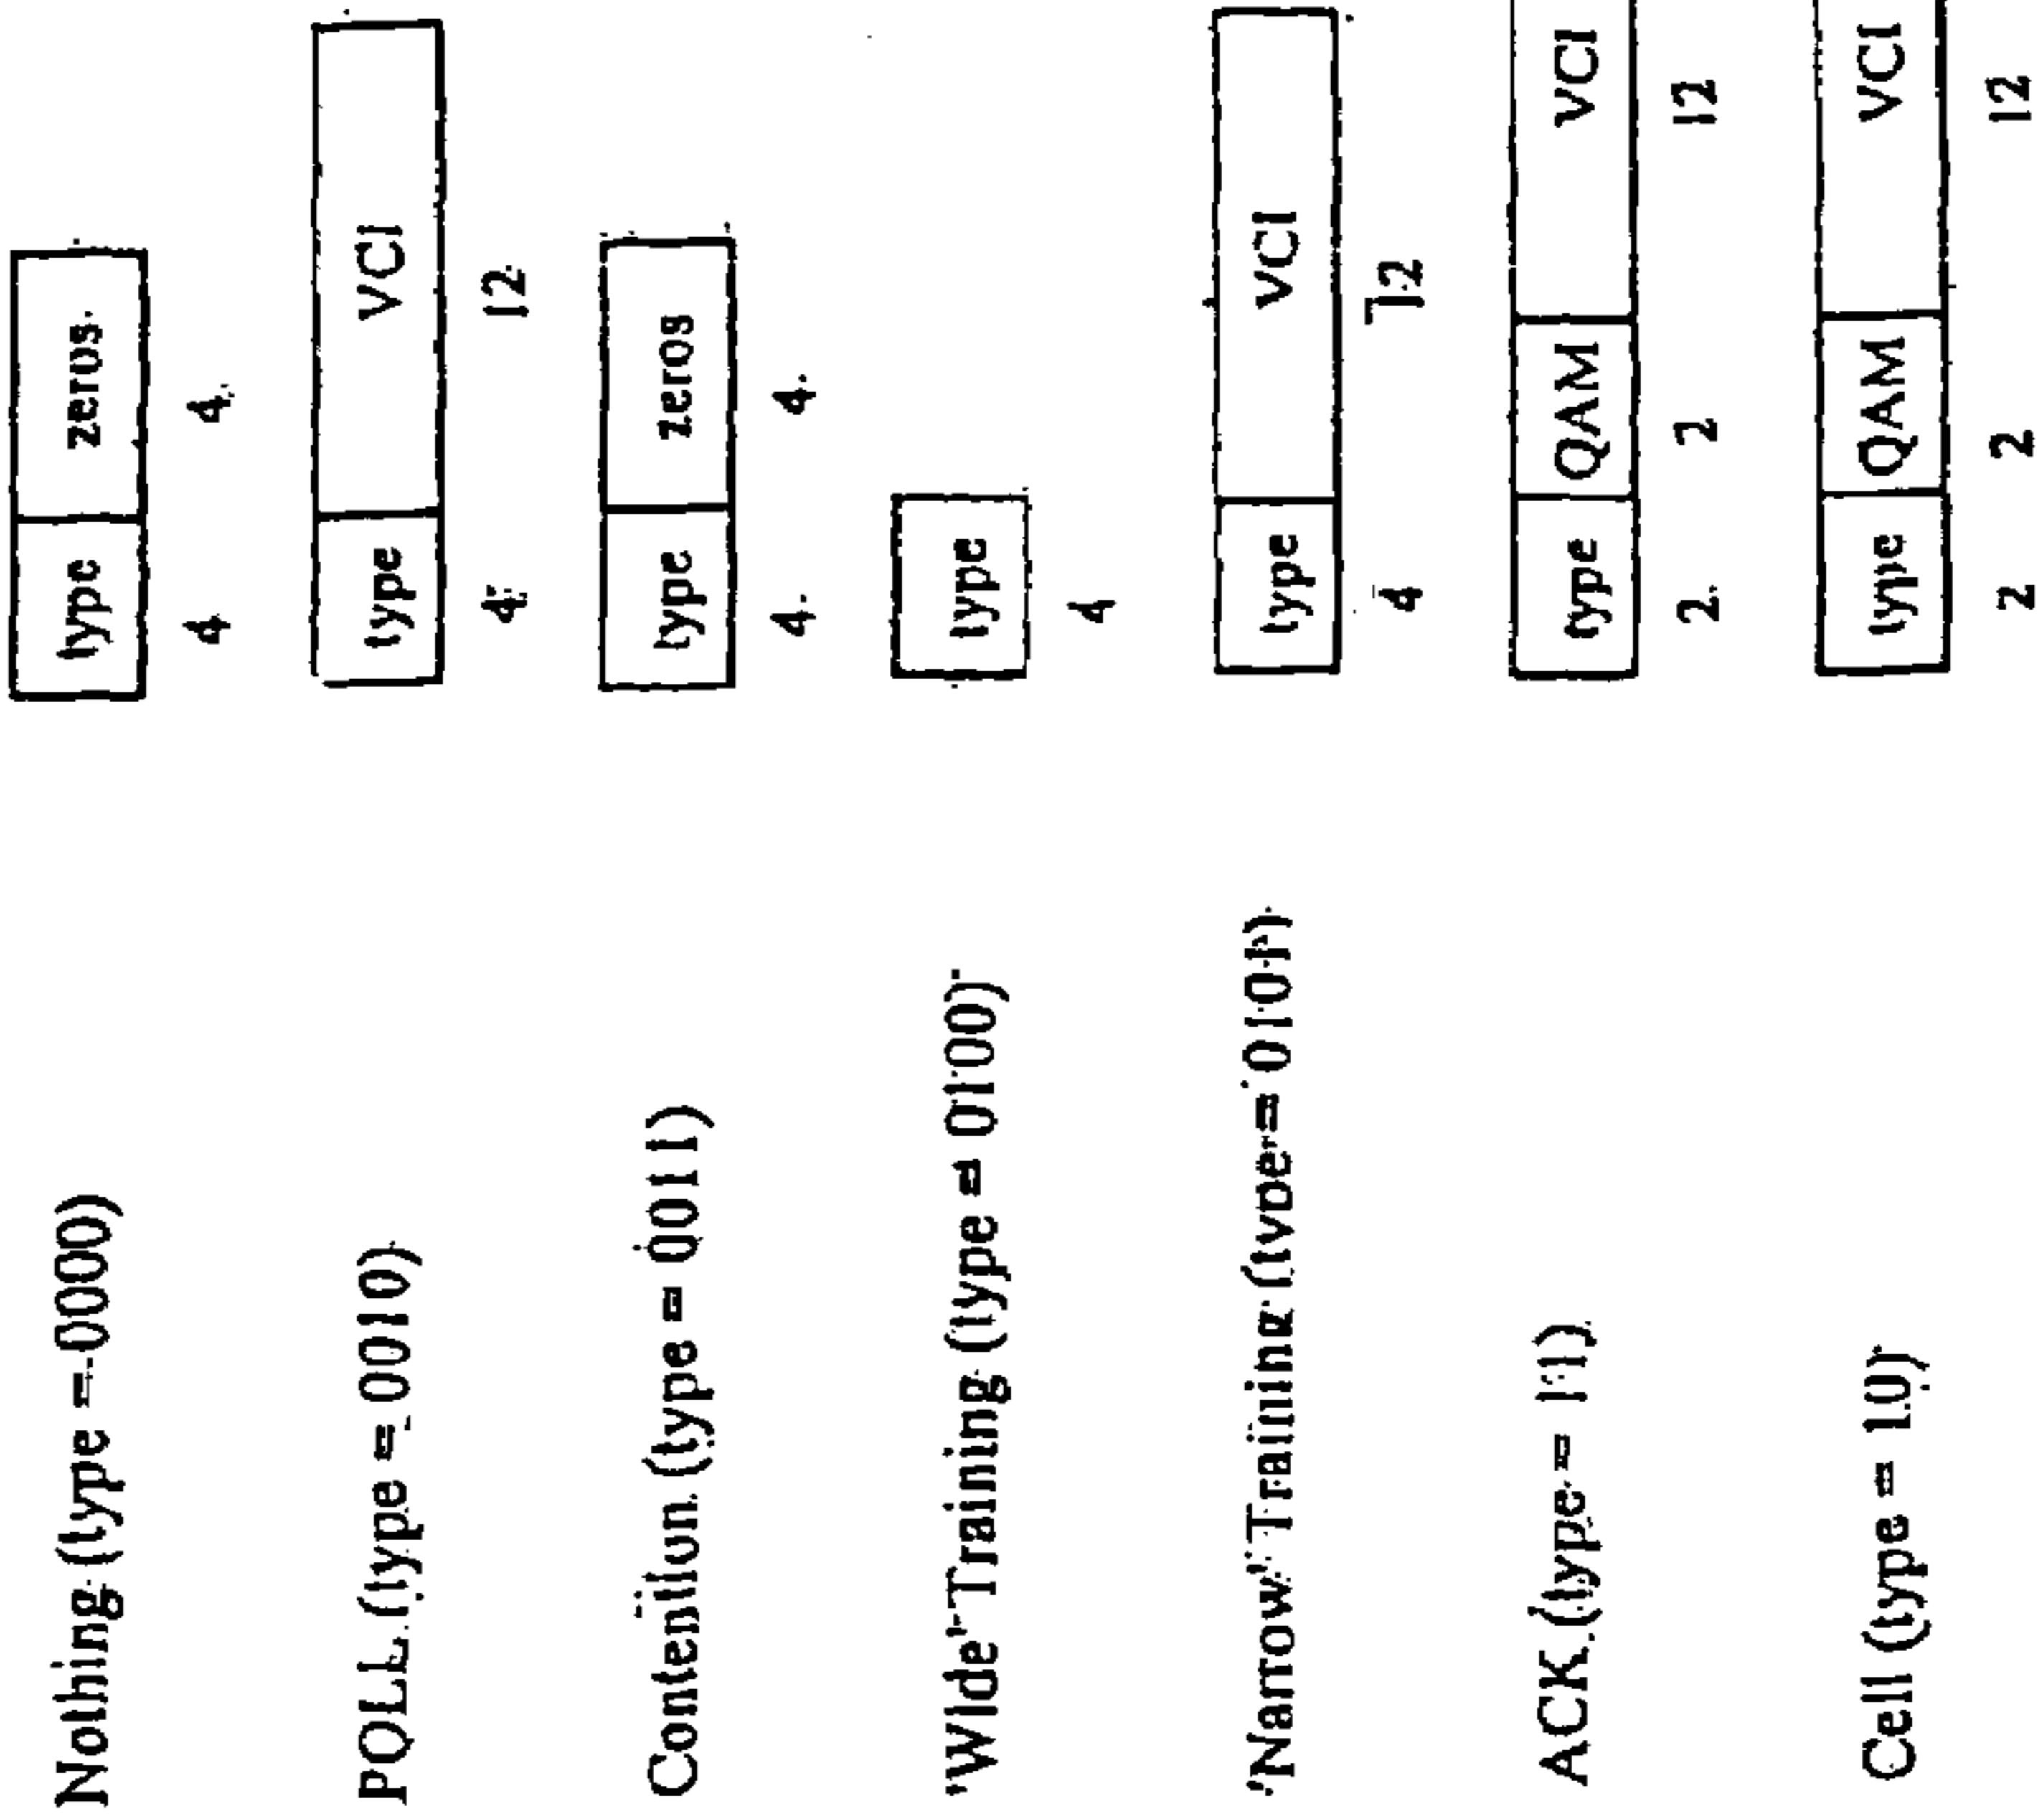 Nothing (type = 0000)
type zeros
4 4
POLL (type = 0010)
type VCI
4 12
Contention (type = 0011)
type zeros
4 4
'Wide' Training (type = 0100)
type
4
'Narrow' Training (type = 0101)
type VCI
4 12
ACK (type = 11)
type QAM VCI
2 2 12
Cell (type = 10)
type QAM VCI
2 2 12